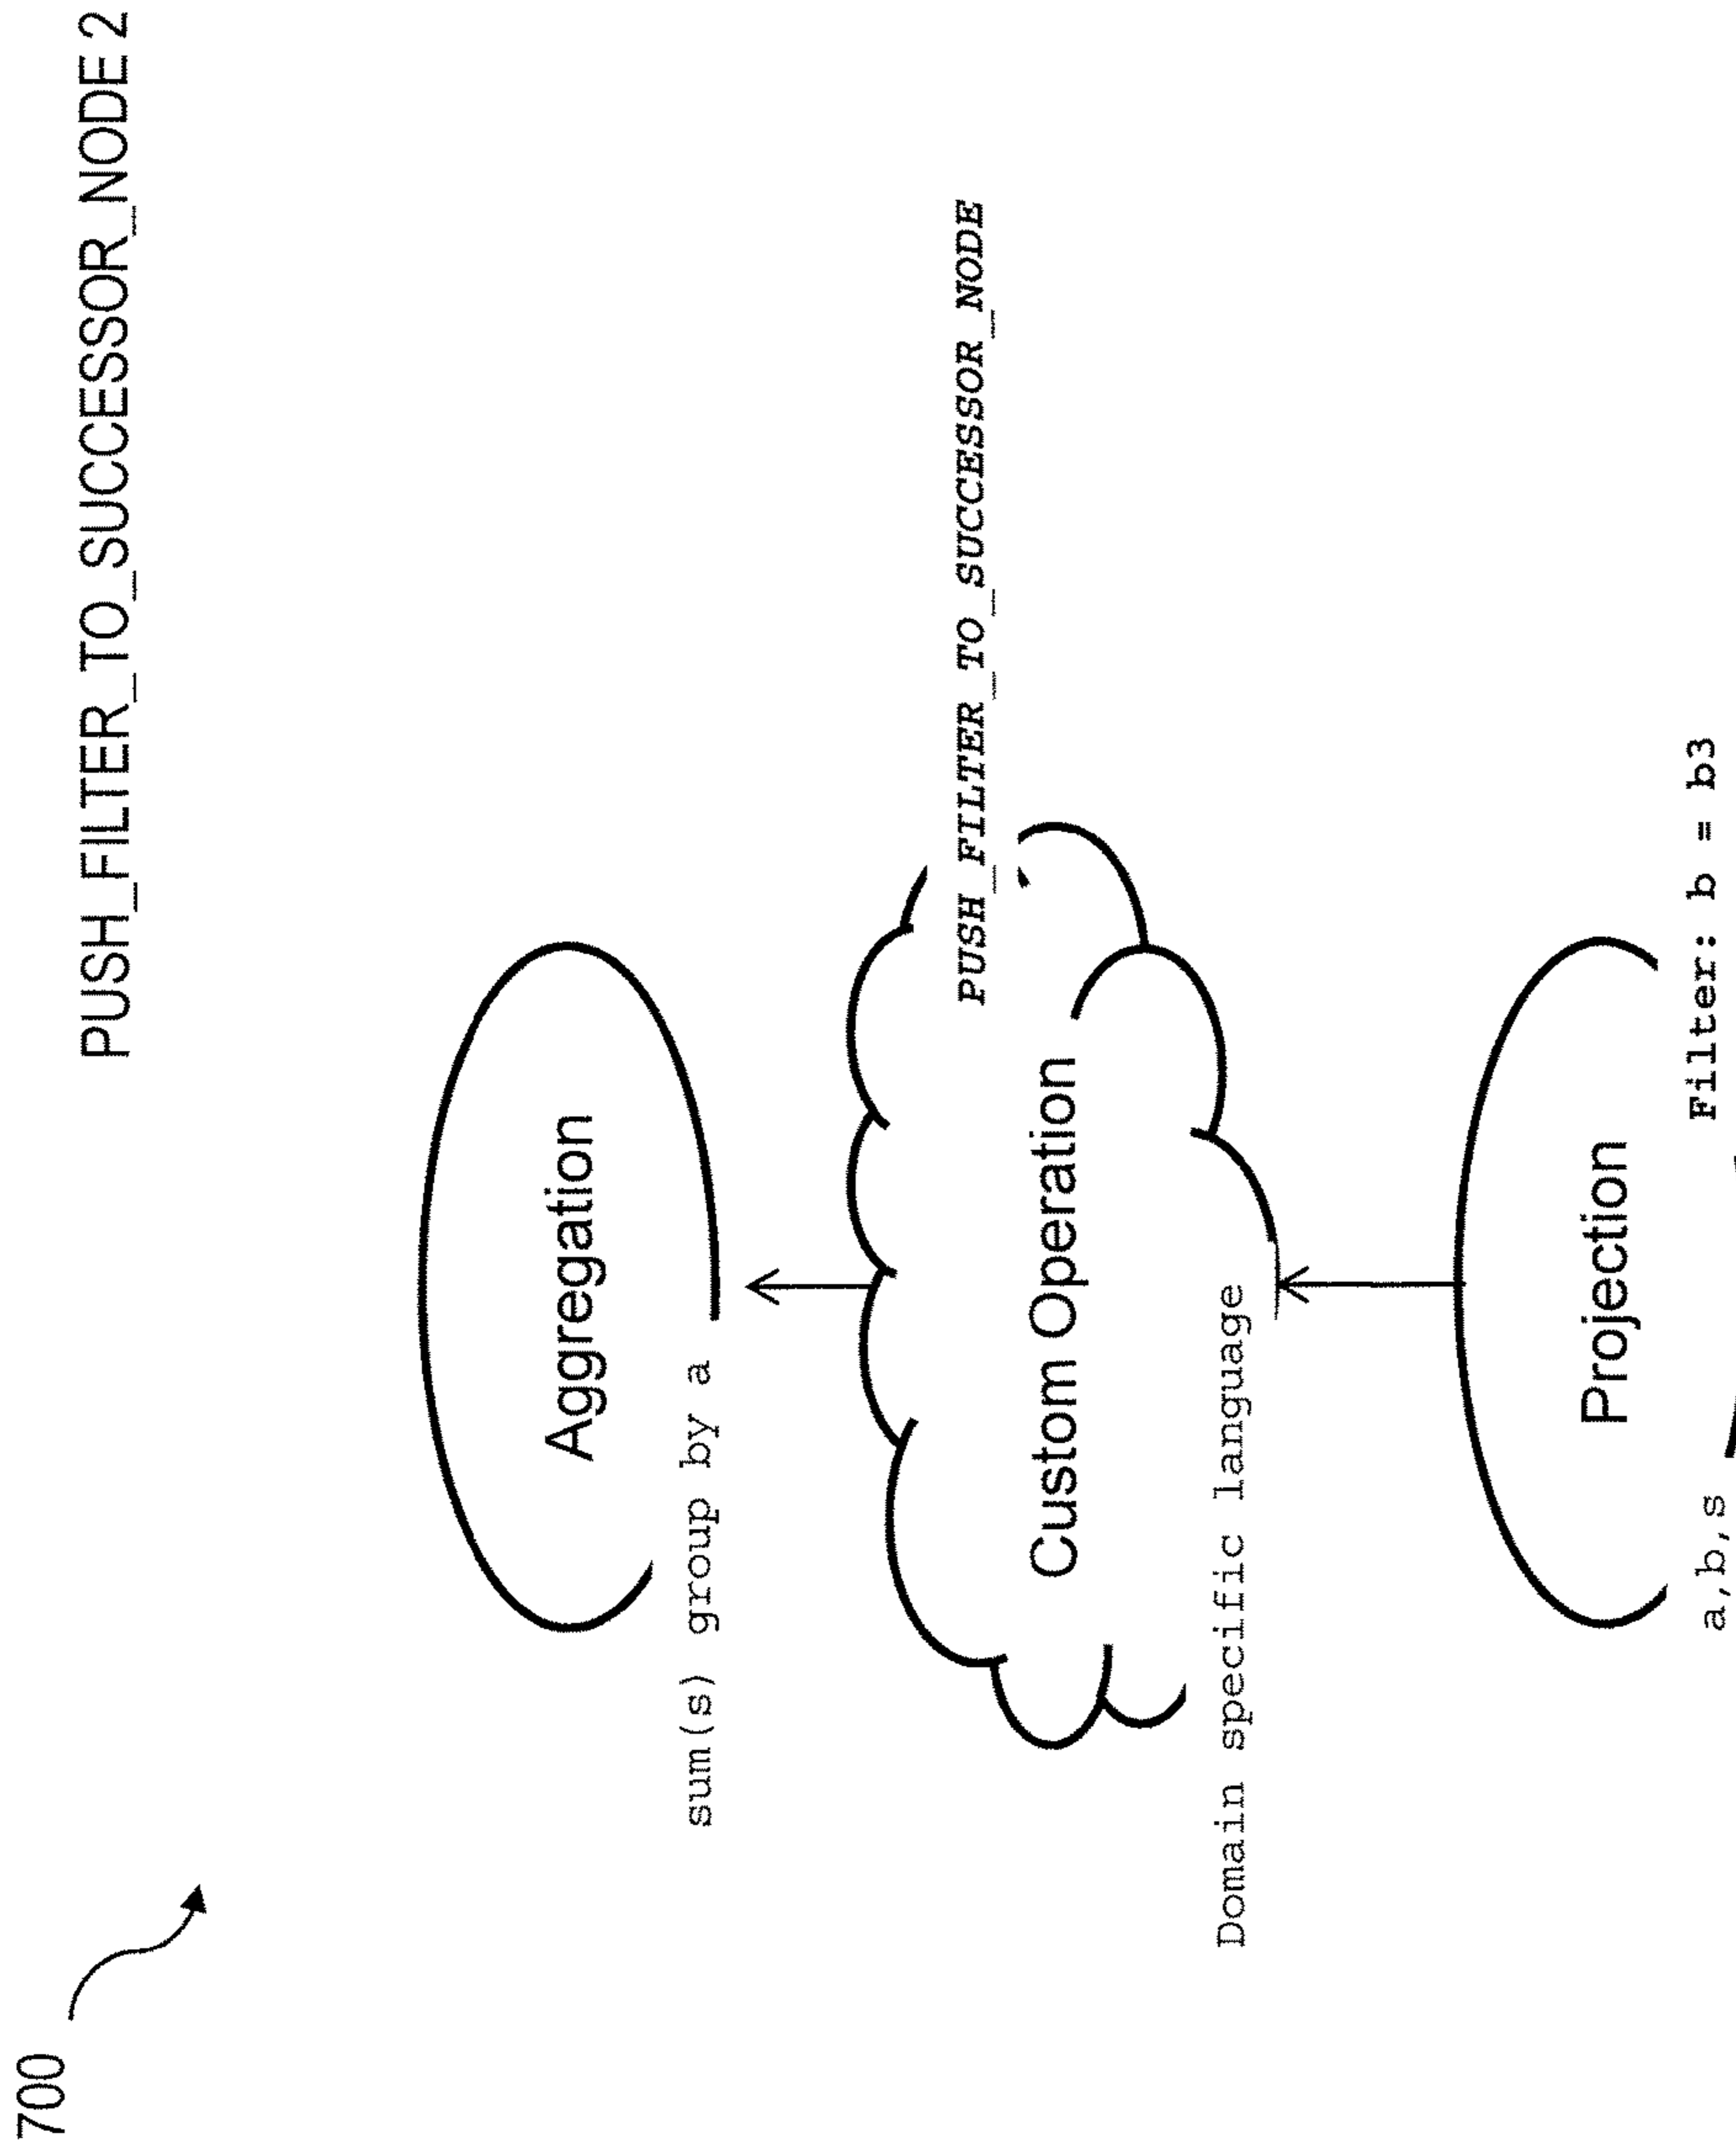 700
PUSH_FILTER_TO_SUCCESSOR_NODE 2
Aggregation
sum(s) group by a
PUSH_FILTER_TO_SUCCESSOR_NODE
Custom Operation
Domain specific language
Projection
Filter: b = b3
a,b,s